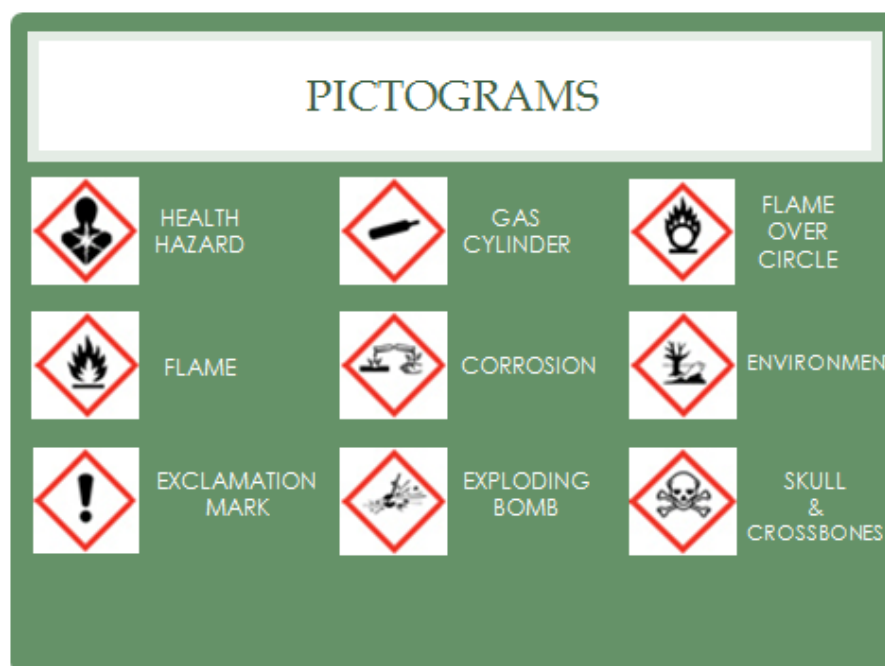 PICTOGRAMS
HEALTH
HAZARD
GAS
CYLINDER
FLAME
OVER
CIRCLE
FLAME
CORROSION
ENVIRONMEN
EXCLAMATION
MARK
EXPLODING
BOMB
SKULL
&
CROSSBONES